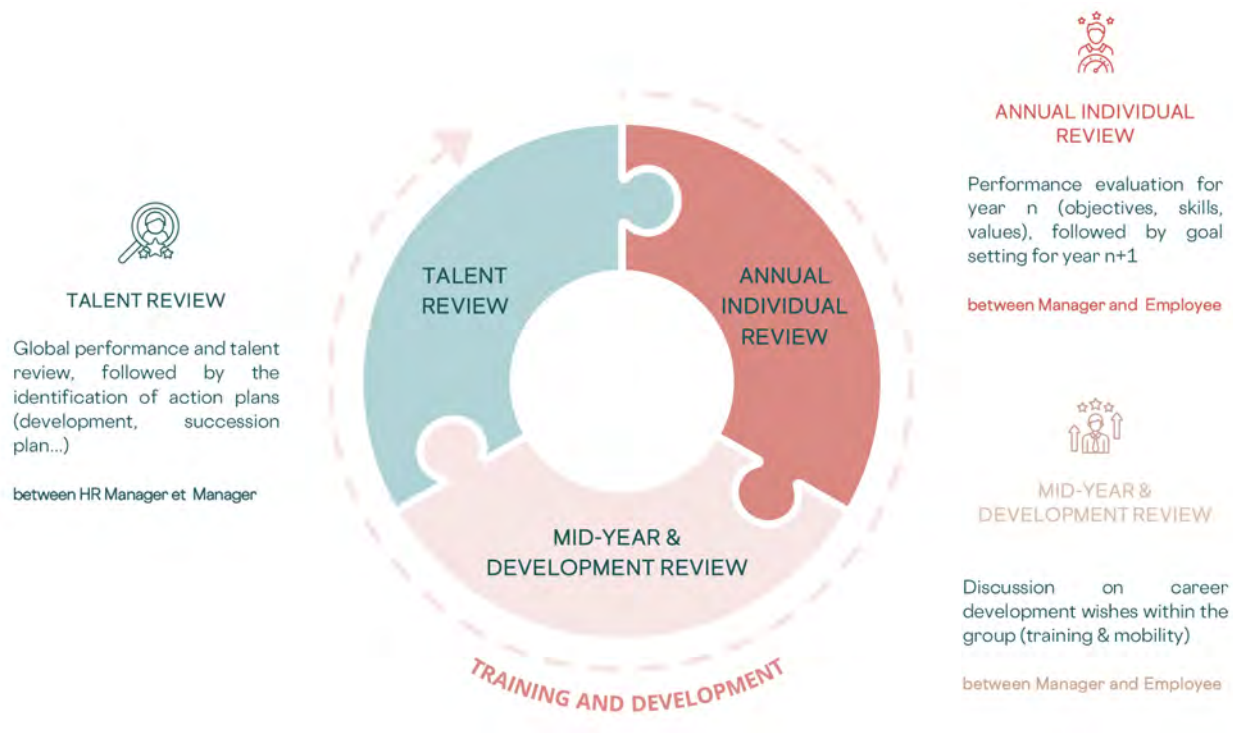 TALENT REVIEW
Global performance and talent
review, followed by the
identification of action plans
(development, succession
plan...)
between HR Manager et Manager
TALENT
REVIEW
ANNUAL
INDIVIDUAL
REVIEW
MID-YEAR &
DEVELOPMENT REVIEW
TRAINING AND DEVELOPMENT
ANNUAL INDIVIDUAL
REVIEW
Performance evaluation for
year n (objectives, skills,
values), followed by goal
setting for year n+1
between Manager and Employee
MID-YEAR &
DEVELOPMENT REVIEW
Discussion on career
development wishes within the
group (training & mobility)
between Manager and Employee